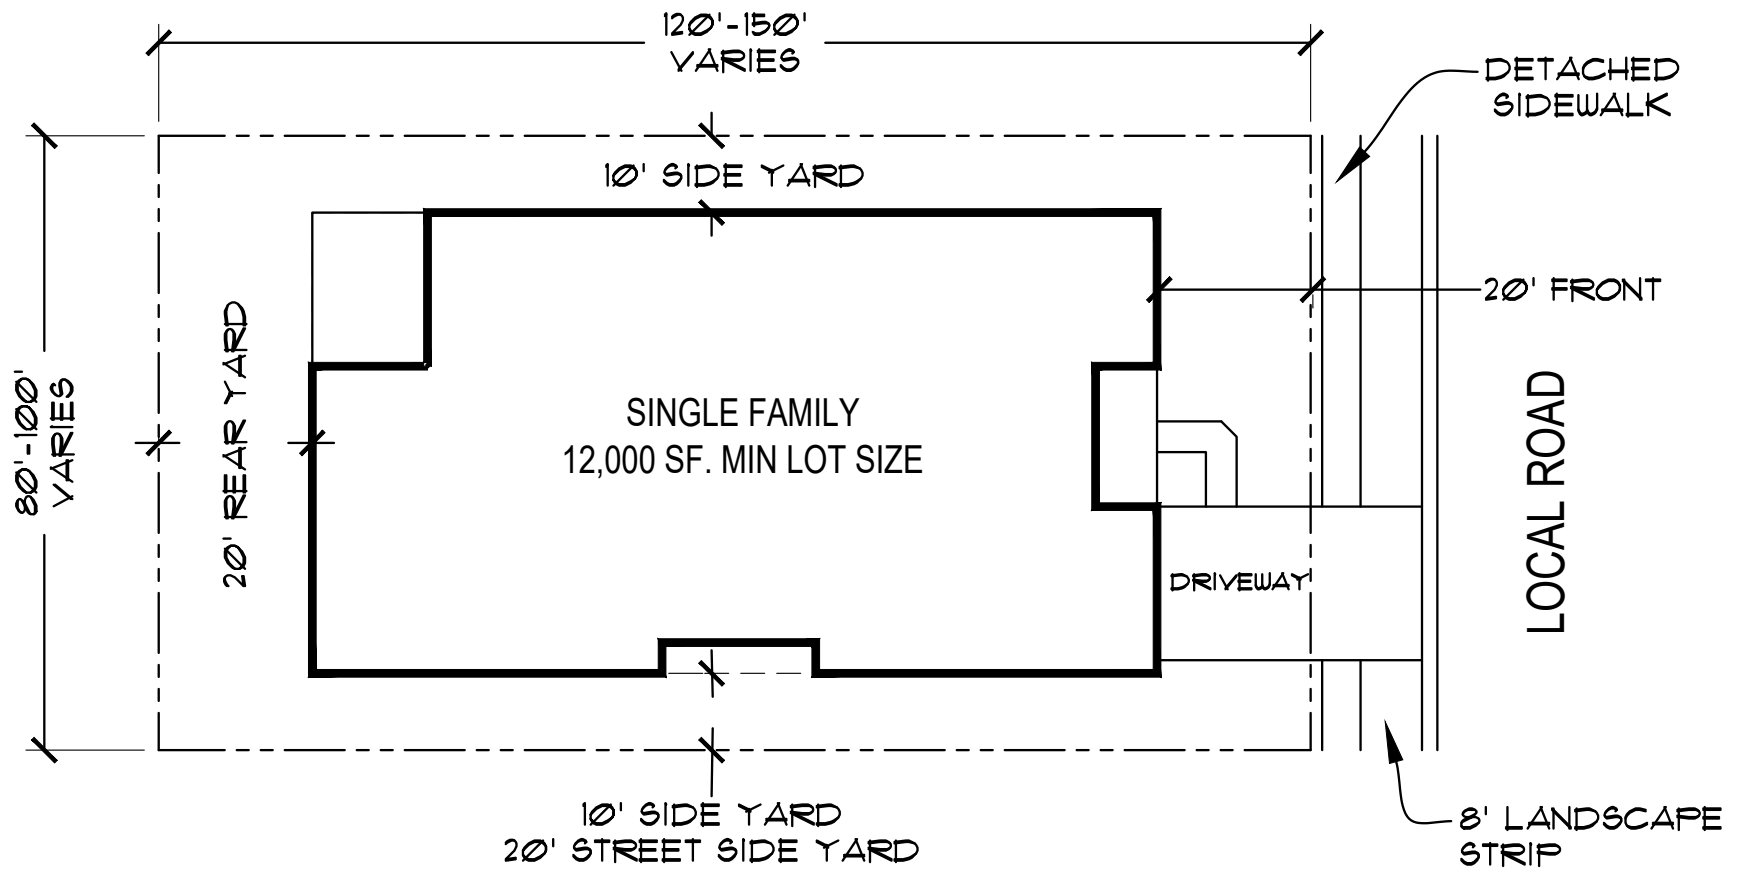 120'-150'
VARIES
DETACHED
SIDEWALK
10' SIDE YARD
20' FRONT
80'-100'
VARIES
20' REAR YARD
SINGLE FAMILY
12,000 SF. MIN LOT SIZE
LOCAL ROAD
DRIVEWAY
10' SIDE YARD
20' STREET SIDE YARD
8' LANDSCAPE
STRIP